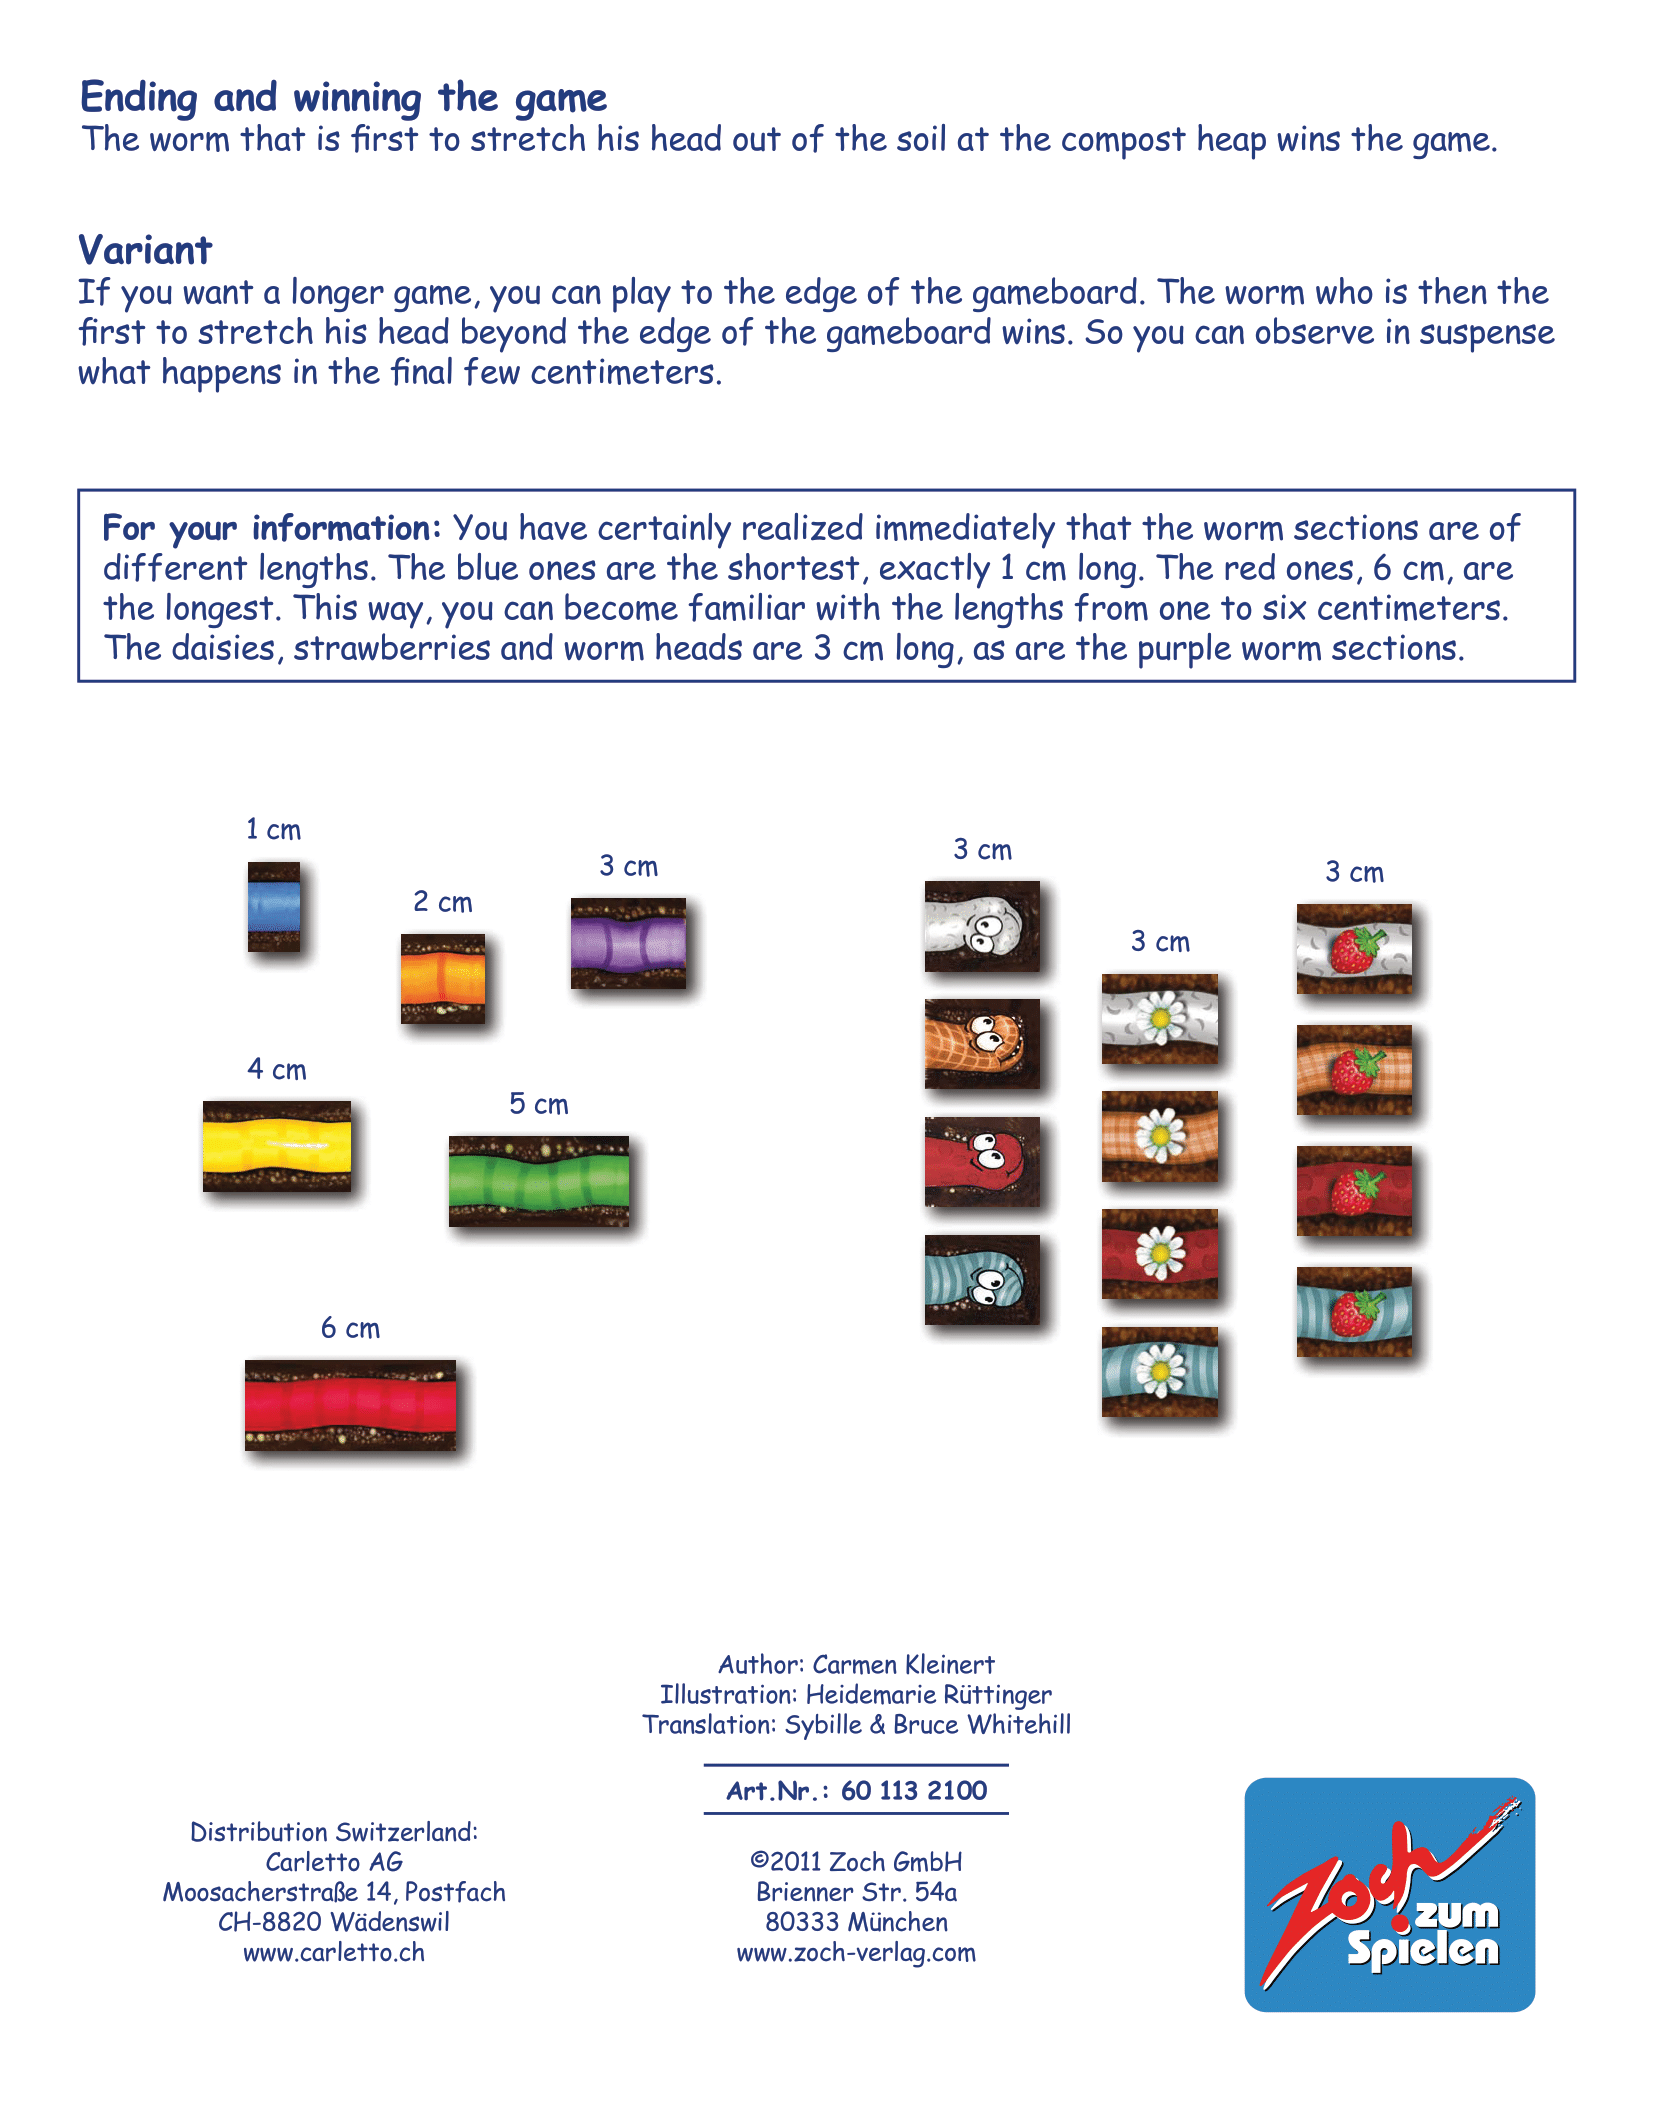 Ending and winning the game
The worm that is first to stretch his head out of the soil at the compost heap wins the game.
Variant
If you want a longer game, you can play to the edge of the gameboard. The worm who is then the
first to stretch his head beyond the edge of the gameboard wins. So you can observe in suspense
what happens in the final few centimeters.
For your information: You have certainly realized immediately that the worm sections are of
different lengths. The blue ones are the shortest, exactly 1 cm long. The red ones, 6 cm, are
the longest. This way, you can become familiar with the lengths from one to six centimeters.
The daisies, strawberries and worm heads are 3 cm long, as are the purple worm sections.
1 cm
2 cm
3 cm
4 cm
5 cm
6 cm
3 cm
3 cm
3 cm
Author: Carmen Kleinert
Illustration: Heidemarie Rüttinger
Translation: Sybille & Bruce Whitehill
Art.Nr.: 60 113 2100
Distribution Switzerland:
Carletto AG
Moosacherstraße 14, Postfach
CH-8820 Wädenswil
www.carletto.ch
©2011 Zoch GmbH
Brienner Str. 54a
80333 München
www.zoch-verlag.com
Zoch
zum
Spielen